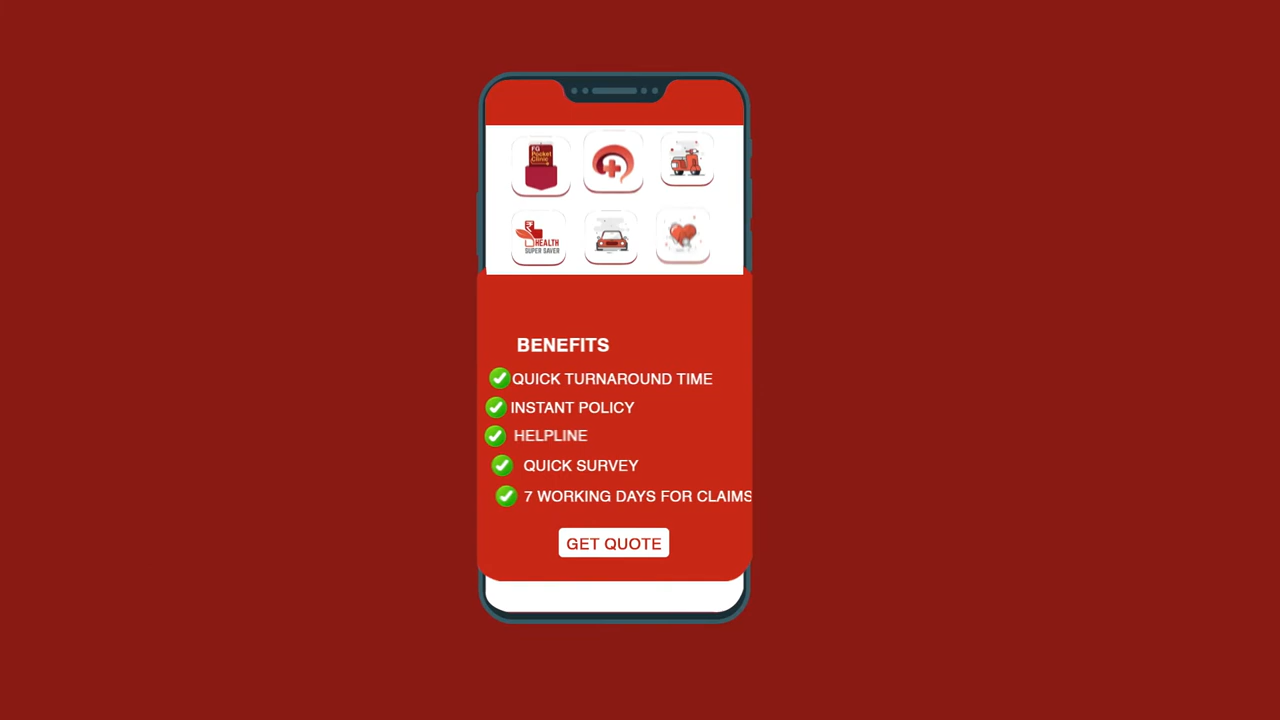 FG
Pocket
Clinic
HEALTH
SUPER SAVER
BENEFITS
QUICK TURNAROUND TIME
INSTANT POLICY
HELPLINE
QUICK SURVEY
7 WORKING DAYS FOR CLAIMS
GET QUOTE